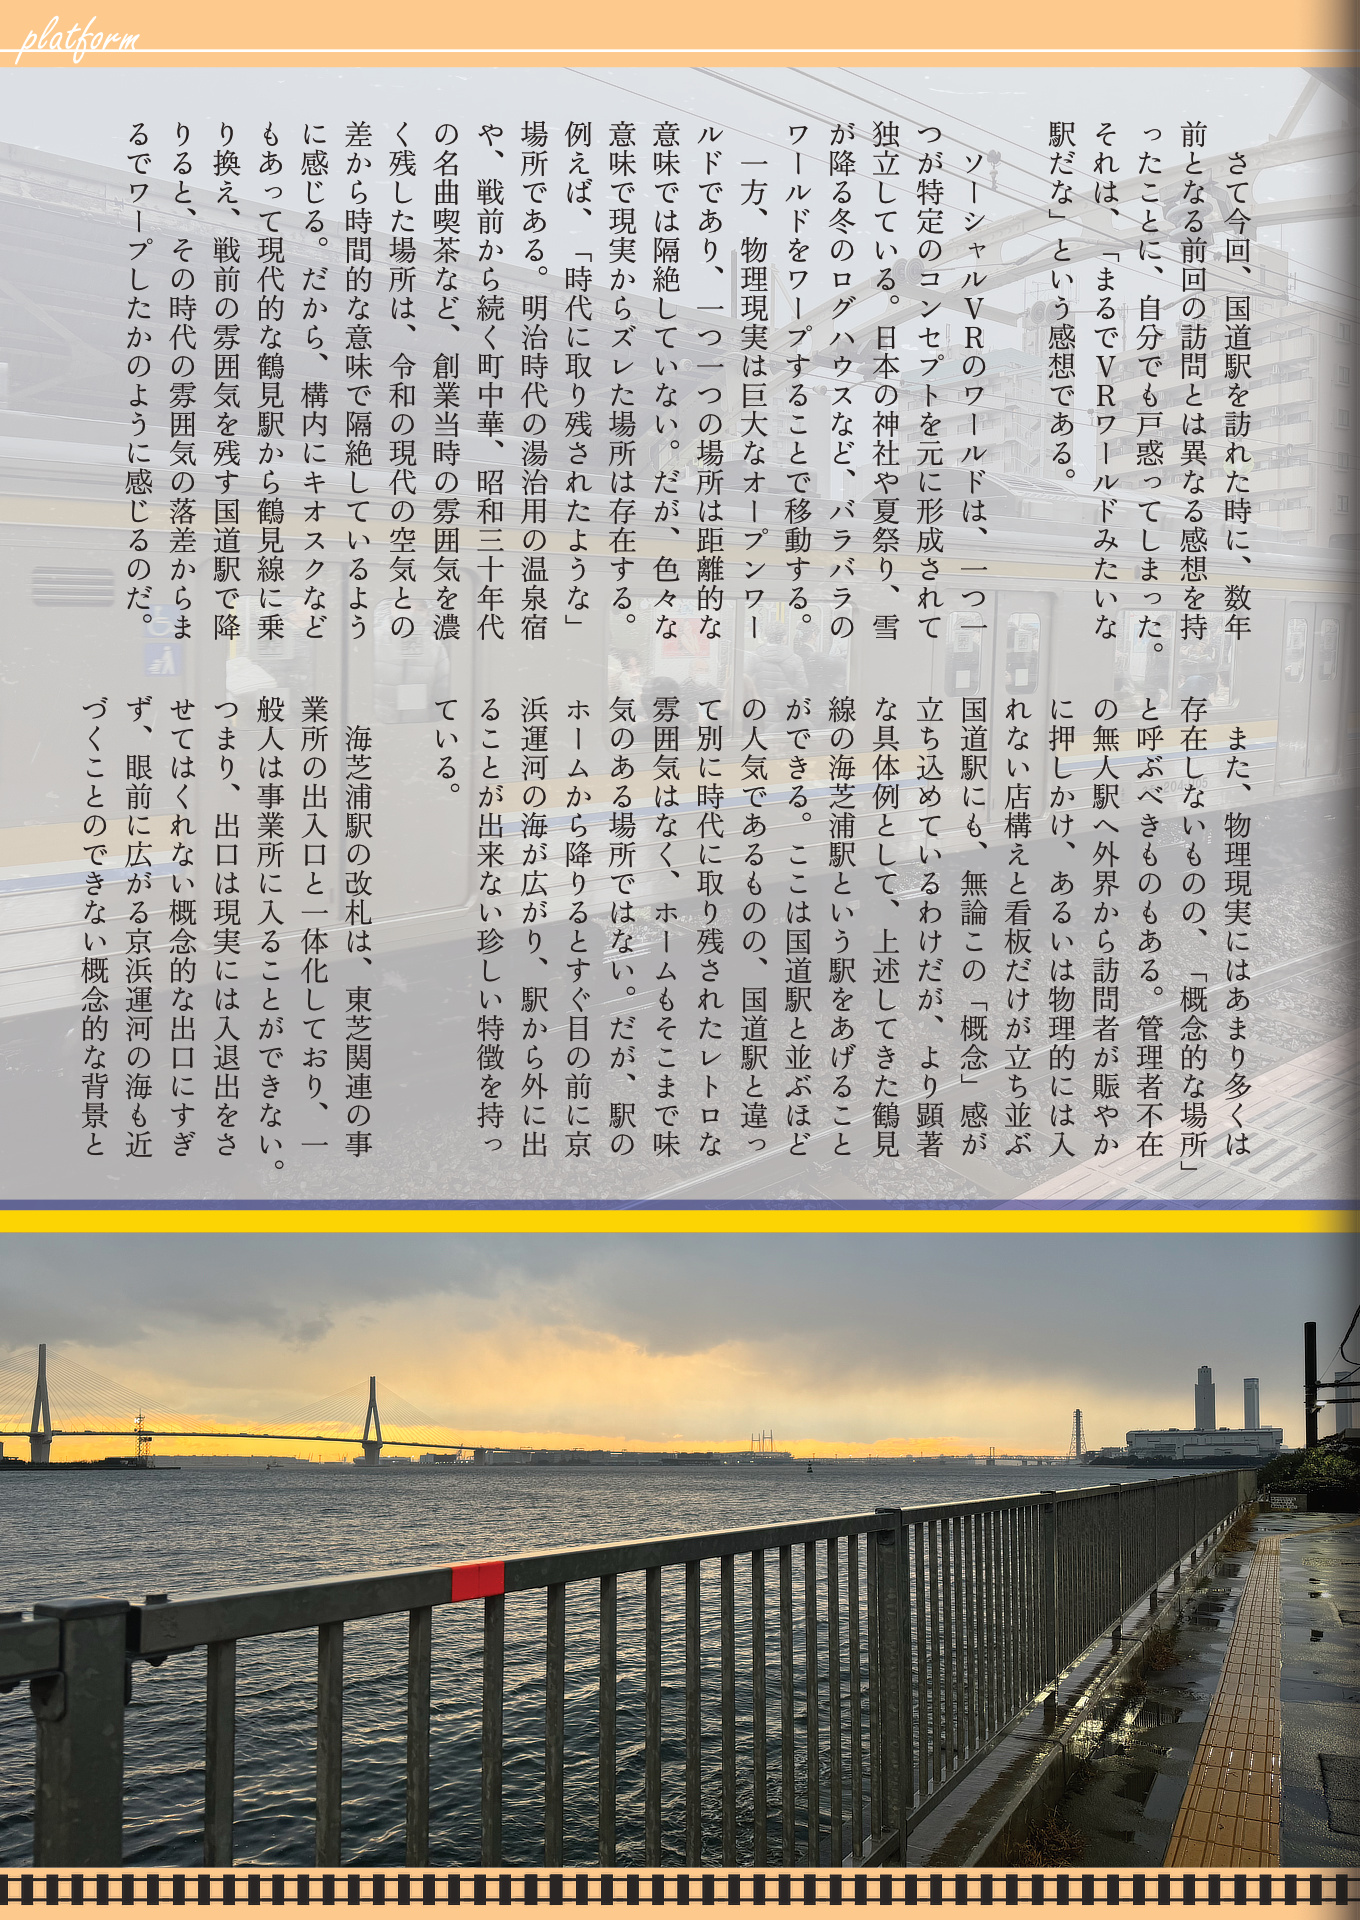 platform
さて今回、国道駅を訪れた時に、数年
前となる前回の訪問とは異なる感想を持
ったことに、自分でも戸惑ってしまった。
それは、「まるでVRワールドみたいな
駅だな」という感想である。
ソーシャルVRのワールドは、一つ一
つが特定のコンセプトを元に形成されて
独立している。日本の神社や夏祭り、雪
が降る冬のログハウスなど、バラバラの
ワールドをワープすることで移動する。
一方、物理現実は巨大なオープンワー
ルドであり、一つ一つの場所は距離的な
意味では隔絶していない。だが、色々な
意味で現実からズレた場所は存在する。
例えば、「時代に取り残されたような」
場所である。明治時代の湯治用の温泉宿
や、戦前から続く町中華、昭和三十年代
の名曲喫茶など、創業当時の雰囲気を濃
く残した場所は、令和の現代の空気との
差から時間的な意味で隔絶しているよう
に感じる。だから、構内にキオスクなど
もあって現代的な鶴見駅から鶴見線に乗
り換え、戦前の雰囲気を残す国道駅で降
りると、その時代の雰囲気の落差からま
るでワープしたかのように感じるのだ。
また、物理現実にはあまり多くは
存在しないものの、「概念的な場所」
と呼ぶべきものもある。管理者不在
の無人駅へ外界から訪問者が賑やか
に押しかけ、あるいは物理的には入
れない店構えと看板だけが立ち並ぶ
国道駅にも、無論この「概念」感が
立ち込めているわけだが、より顕著
な具体例として、上述してきた鶴見
線の海芝浦駅という駅をあげること
ができる。ここは国道駅と並ぶほど
の人気であるものの、国道駅と違っ
て別に時代に取り残されたレトロな
雰囲気はなく、ホームもそこまで味
気のある場所ではない。だが、駅の
ホームから降りるとすぐ目の前に京
浜運河の海が広がり、駅から外に出
ることが出来ない珍しい特徴を持っ
ている。
海芝浦駅の改札は、東芝関連の事
業所の出入口と一体化しており、一
般人は事業所に入ることができない。
つまり、出口は現実には入退出をさ
せてはくれない概念的な出口にすぎ
ず、眼前に広がる京浜運河の海も近
づくことのできない概念的な背景と